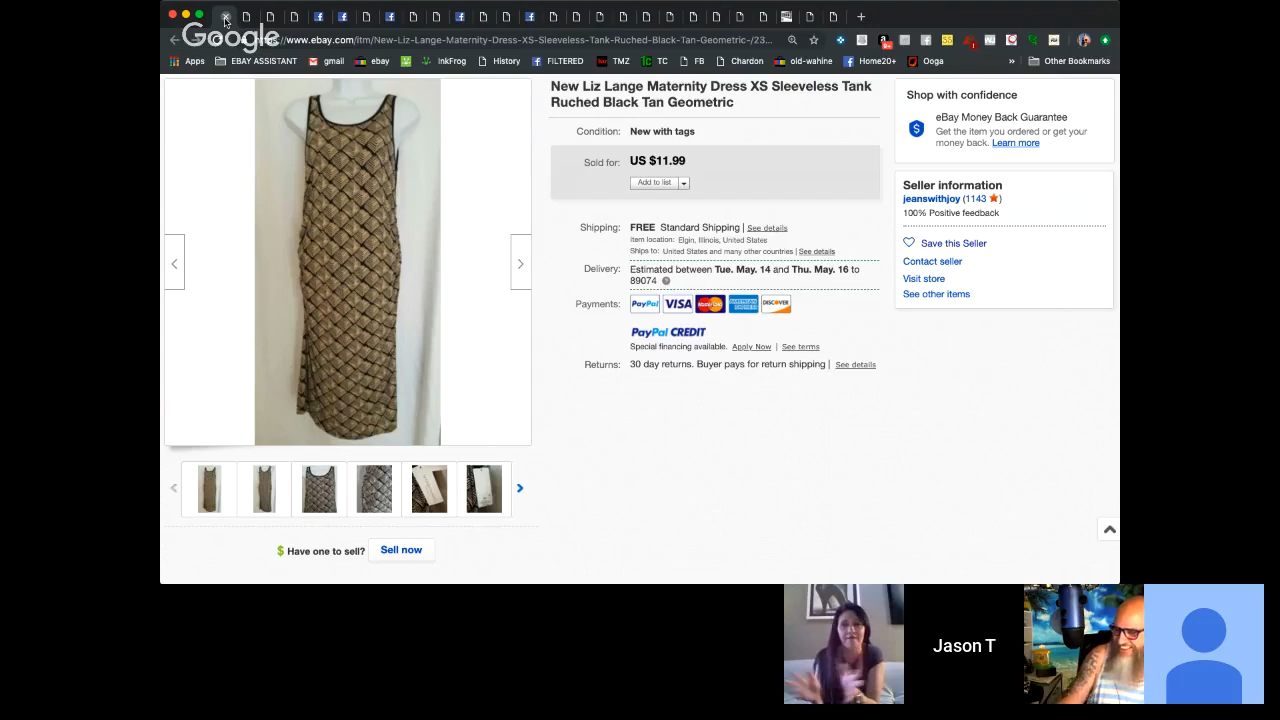 Google
www.ebay.com/itm/New-Liz-Lange-Maternity-Dress-XS-Sleeveless-Tank-Ruched-Black-Tan-Geometric-/23...
Apps EBAY ASSISTANT gmail ebay InkFrog History FILTERED TMZ TC FB Chardan old-wahine Home20+ Ooga » Other Bookmarks
New Liz Lange Maternity Dress XS Sleeveless Tank
Ruched Black Tan Geometric
Condition: New with tags
Sold for: US $11.99
Add to list
Shipping: FREE Standard Shipping | See details
Item location: Elgin, Illinois, United States
Ships to: United States and many other countries | See details
Delivery: Estimated between Tue. May. 14 and Thu. May. 16 to
89074
Payments: PayPal VISA MasterCard AMERICAN EXPRESS DISCOVER
PayPal CREDIT
Special financing available. Apply Now | See terms
Returns: 30 day returns. Buyer pays for return shipping | See details
Shop with confidence
eBay Money Back Guarantee
Get the item you ordered or get your
money back. Learn more
Seller information
jeanswithjoy (1143 )
100% Positive feedback
Save this Seller
Contact seller
Visit store
See other items
$ Have one to sell? Sell now
Jason T